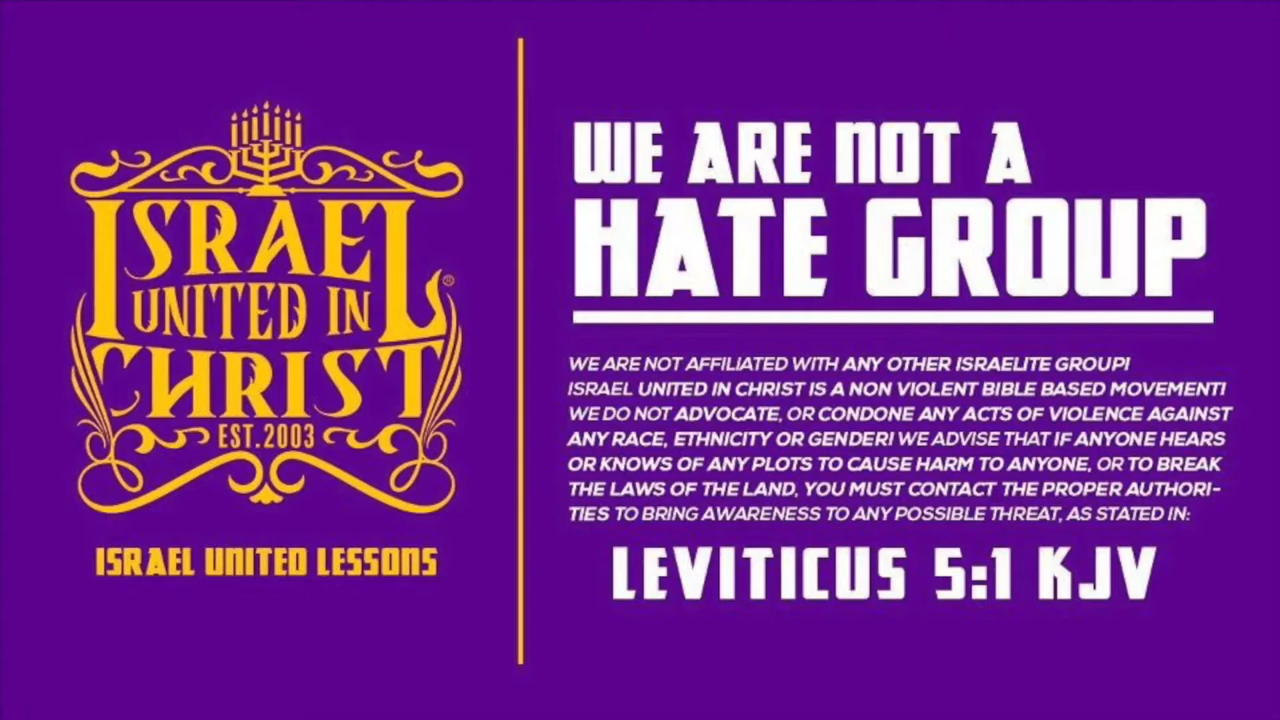 ISRAEL
UNITED IN
CHRIST
EST.2003
ISRAEL UNITED LESSONS
WE ARE NOT A
HATE GROUP
WE ARE NOT AFFILIATED WITH ANY OTHER ISRAELITE GROUP!
ISRAEL UNITED IN CHRIST IS A NON VIOLENT BIBLE BASED MOVEMENT!
WE DO NOT ADVOCATE, OR CONDONE ANY ACTS OF VIOLENCE AGAINST
ANY RACE, ETHNICITY OR GENDER! WE ADVISE THAT IF ANYONE HEARS
OR KNOWS OF ANY PLOTS TO CAUSE HARM TO ANYONE, OR TO BREAK
THE LAWS OF THE LAND, YOU MUST CONTACT THE PROPER AUTHORI-
TIES TO BRING AWARENESS TO ANY POSSIBLE THREAT, AS STATED IN:
LEVITICUS 5:1 KJV